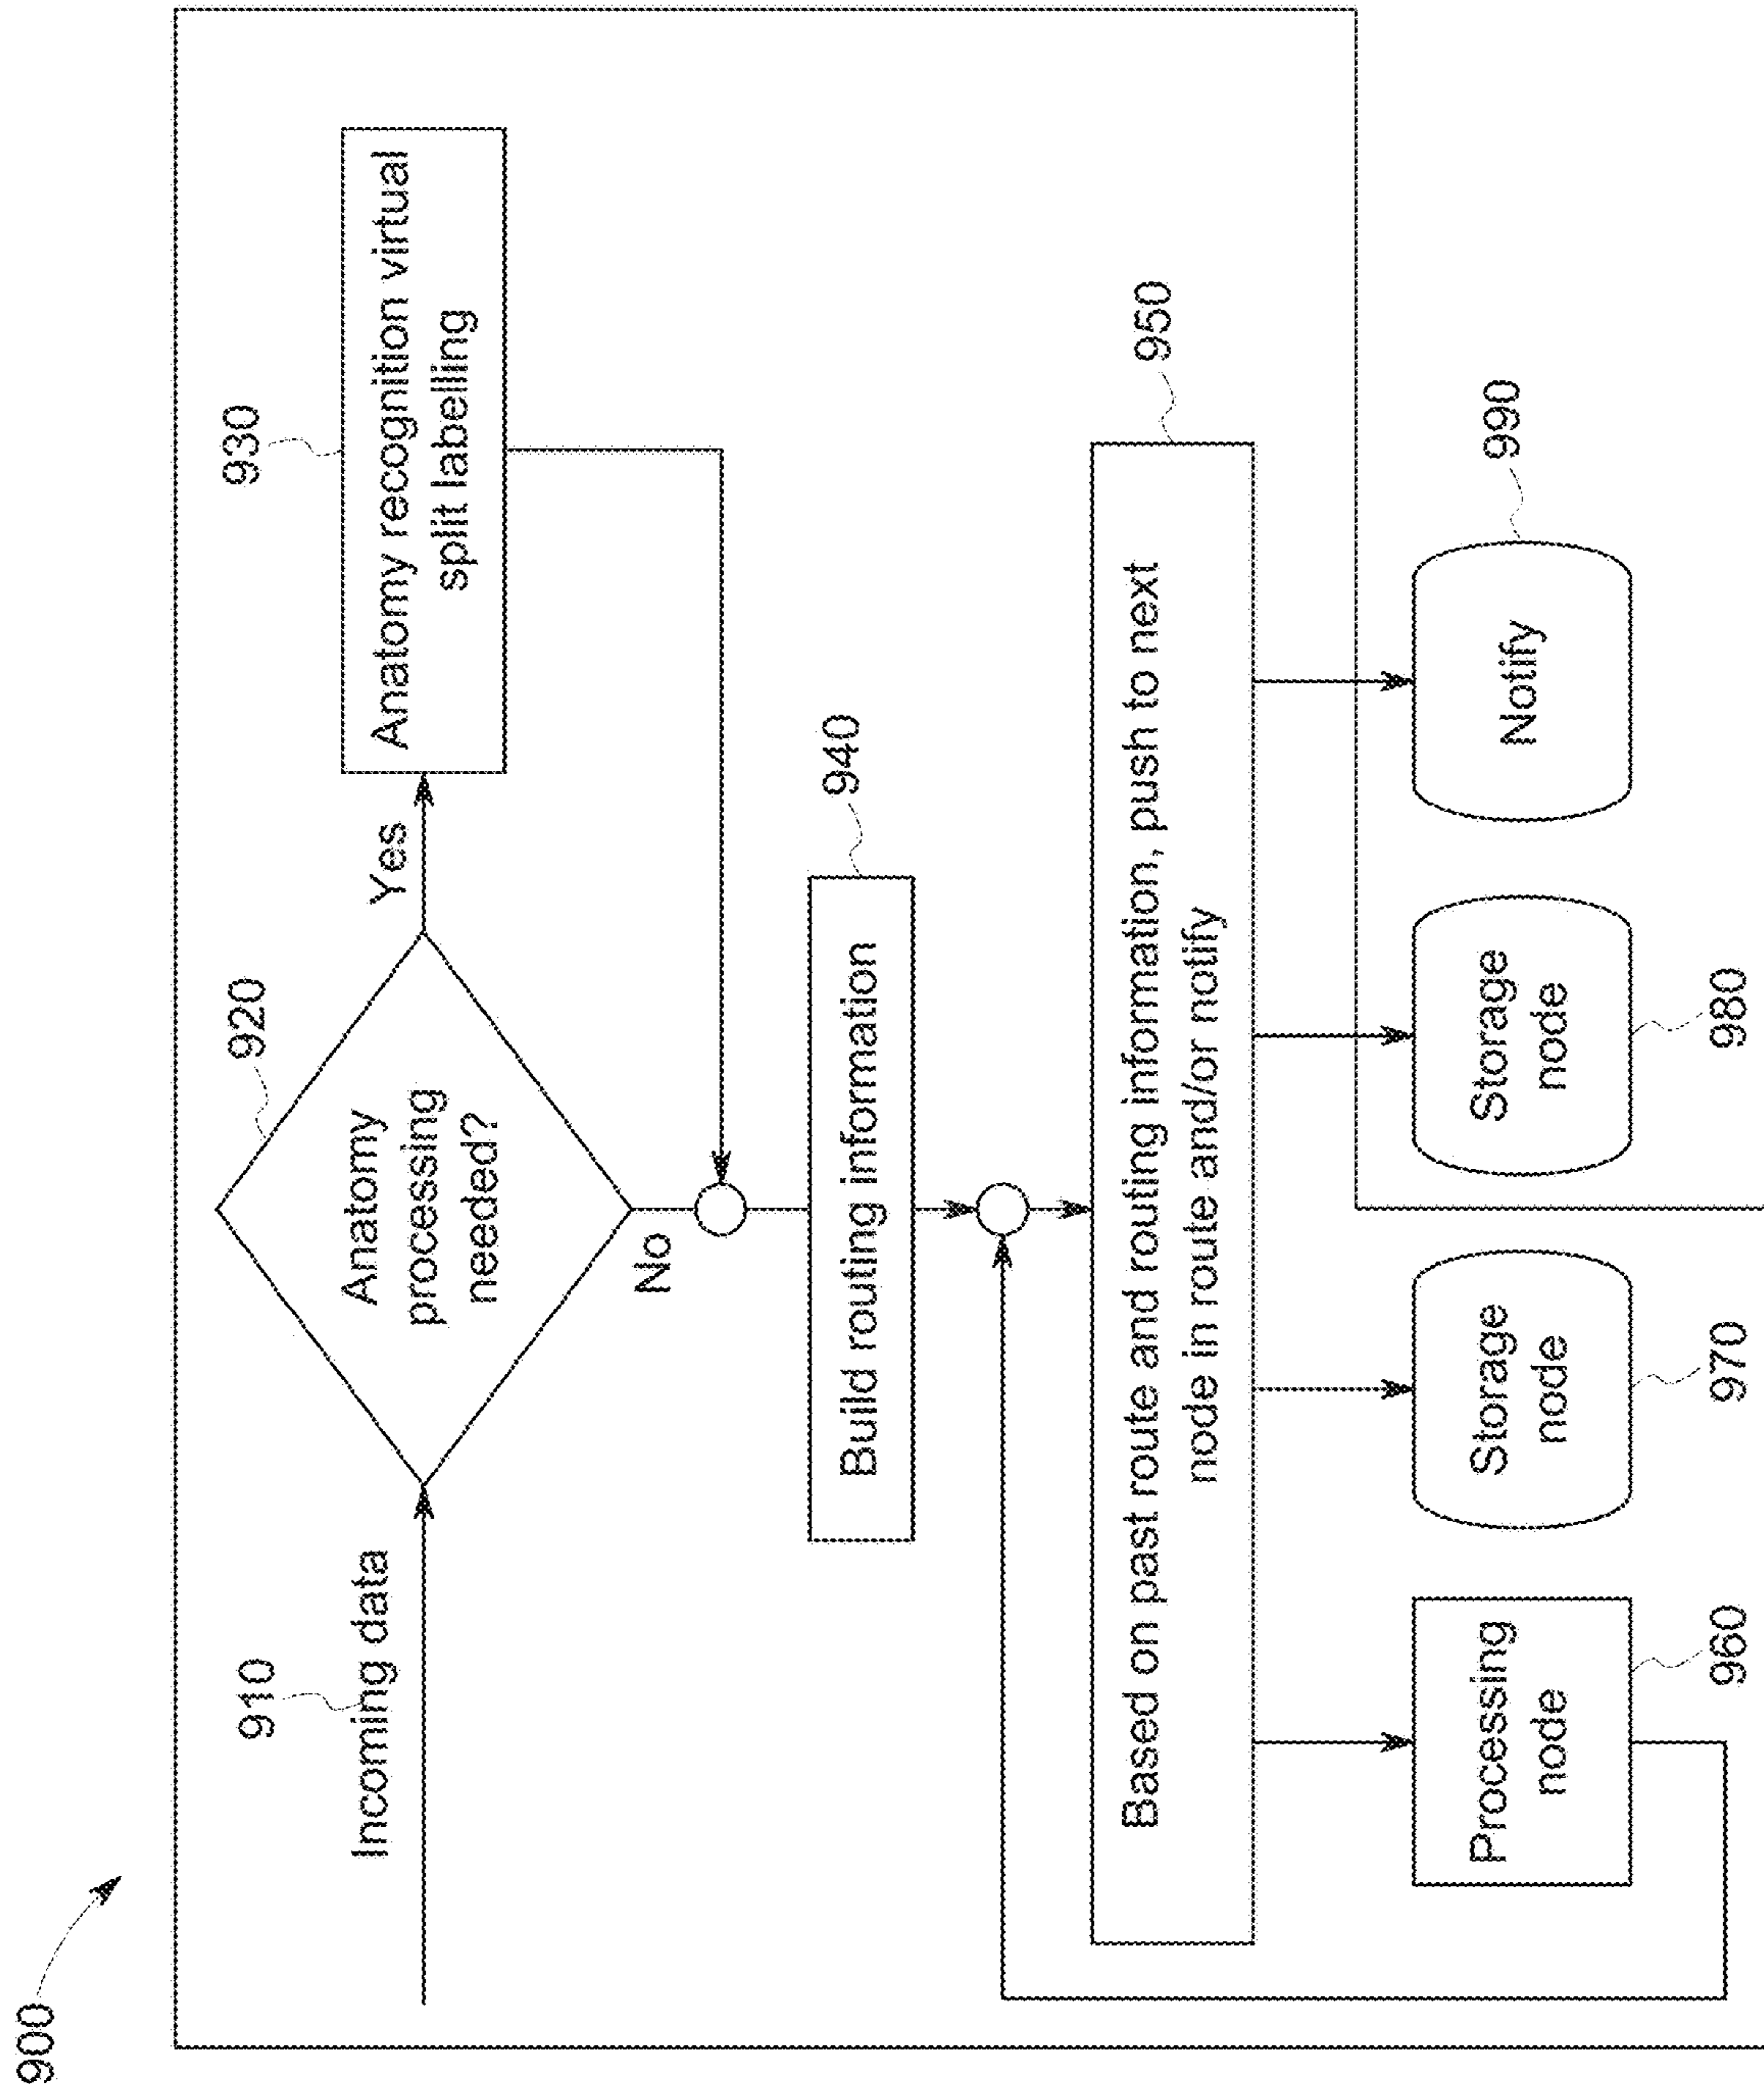 900
910
Incoming data
920
Anatomy
processing
needed?
Yes
No
930
Anatomy recognition virtual
split labelling
940
Build routing information
950
Based on past route and routing information, push to next
node in route and/or notify
Processing
node
960
Storage
node
970
Storage
node
980
Notify
990